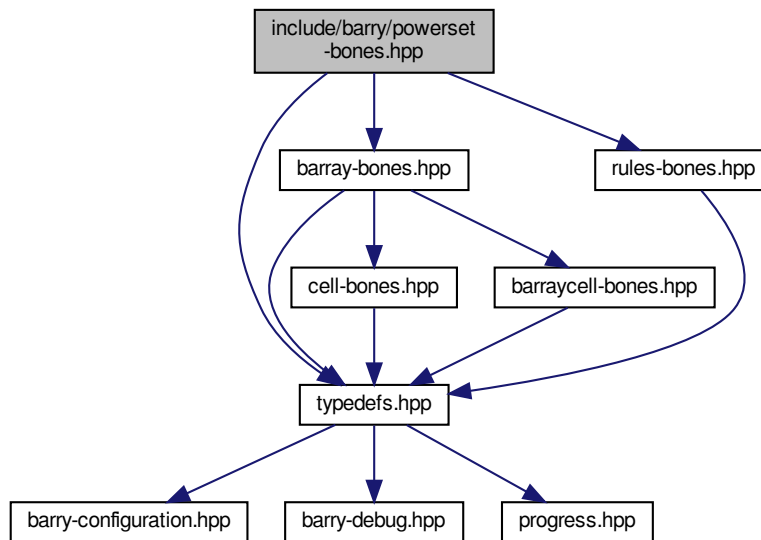 include/barry/powerset
-bones.hpp
barray-bones.hpp
rules-bones.hpp
cell-bones.hpp
barraycell-bones.hpp
typedefs.hpp
barry-configuration.hpp
barry-debug.hpp
progress.hpp